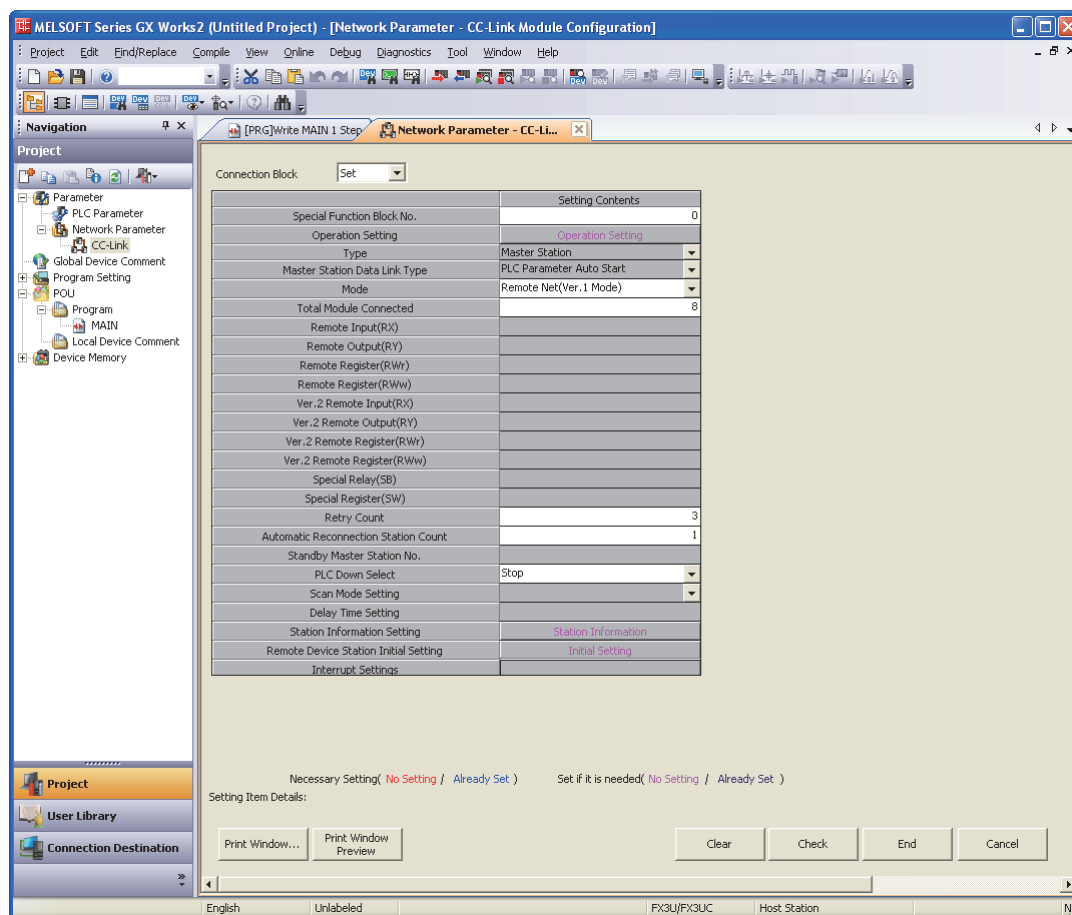 MELSOFT Series GX Works2 (Untitled Project) - [Network Parameter - CC-Link Module Configuration]
Project Edit Find/Replace Compile View Online Debug Diagnostics Tool Window Help
Navigation
[PRG]Write MAIN 1 Step
Network Parameter - CC-Li...
Project
Parameter
PLC Parameter
Network Parameter
CC-Link
Global Device Comment
Program Setting
POU
Program
MAIN
Local Device Comment
Device Memory
Connection Block Set
Setting Contents
Special Function Block No. 0
Operation Setting Operation Setting
Type Master Station
Master Station Data Link Type PLC Parameter Auto Start
Mode Remote Net(Ver.1 Mode)
Total Module Connected 8
Remote Input(RX)
Remote Output(RY)
Remote Register(RWr)
Remote Register(RWw)
Ver.2 Remote Input(RX)
Ver.2 Remote Output(RY)
Ver.2 Remote Register(RWr)
Ver.2 Remote Register(RWw)
Special Relay(SB)
Special Register(SW)
Retry Count 3
Automatic Reconnection Station Count 1
Standby Master Station No.
PLC Down Select Stop
Scan Mode Setting
Delay Time Setting
Station Information Setting Station Information
Remote Device Station Initial Setting Initial Setting
Interrupt Settings
Necessary Setting( No Setting / Already Set ) Set if it is needed( No Setting / Already Set )
Setting Item Details:
Project
User Library
Connection Destination
Print Window... Print Window Preview Clear Check End Cancel
English Unlabeled FX3U/FX3UC Host Station N